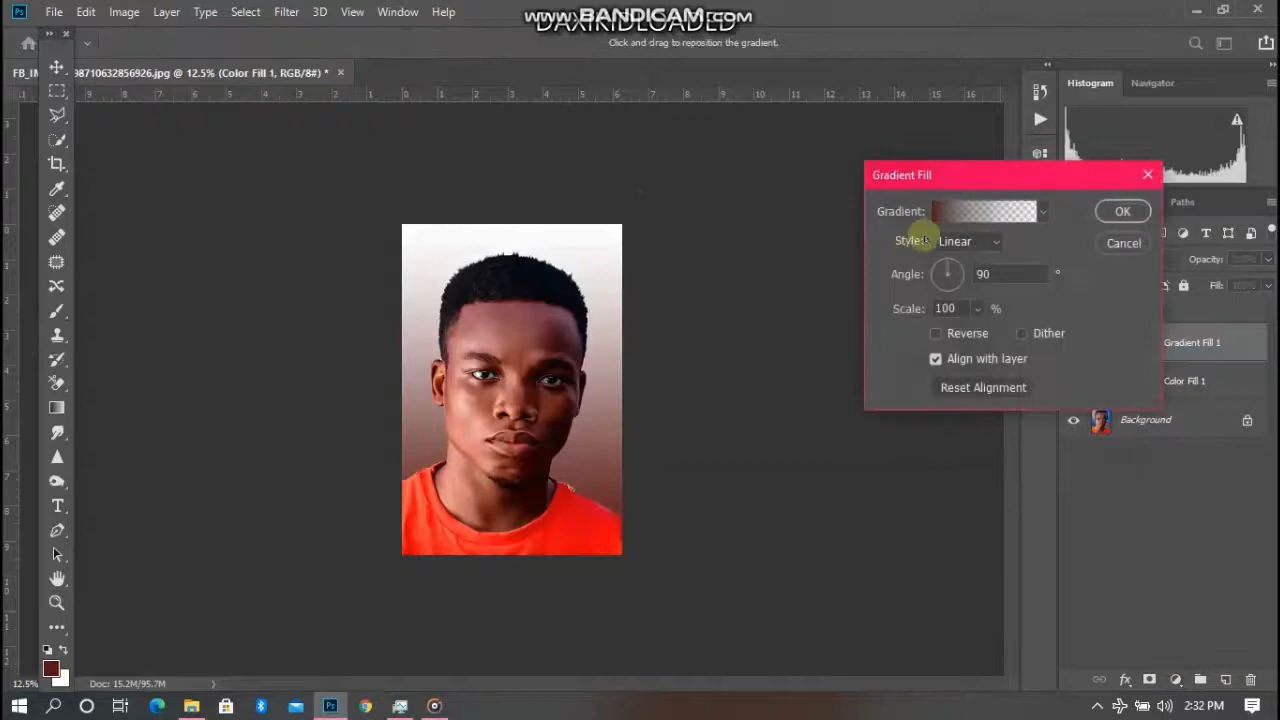 www.BANDICAM.com
DAXIRIDLOADED
File Edit Image Layer Type Select Filter 3D View Window Help
Click and drag to reposition the gradient.
98710632856926.jpg @ 12.5% (Color Fill 1, RGB/8#) *
Histogram Navigator
Gradient Fill
Gradient: OK
Style: Linear Cancel
Angle: 90 °
Scale: 100 %
Reverse Dither
Align with layer
Reset Alignment
Paths
Opacity:
Fill:
Gradient Fill 1
Color Fill 1
Background
12.5% Doc: 15.2M/95.7M
2:32 PM